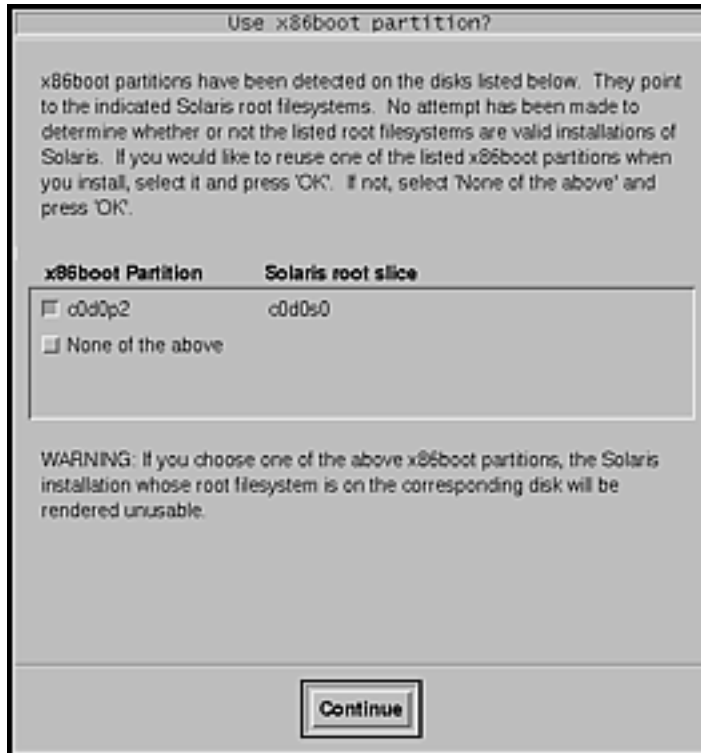 Use x86boot partition?
x86boot partitions have been detected on the disks listed below. They point
to the indicated Solaris root filesystems. No attempt has been made to
determine whether or not the listed root filesystems are valid installations of
Solaris. If you would like to reuse one of the listed x86boot partitions when
you install, select it and press 'OK'. If not, select 'None of the above' and
press 'OK'.
x86boot Partition Solaris root slice
c0d0p2 c0d0s0
None of the above
WARNING: If you choose one of the above x86boot partitions, the Solaris
installation whose root filesystem is on the corresponding disk will be
rendered unusable.
Continue